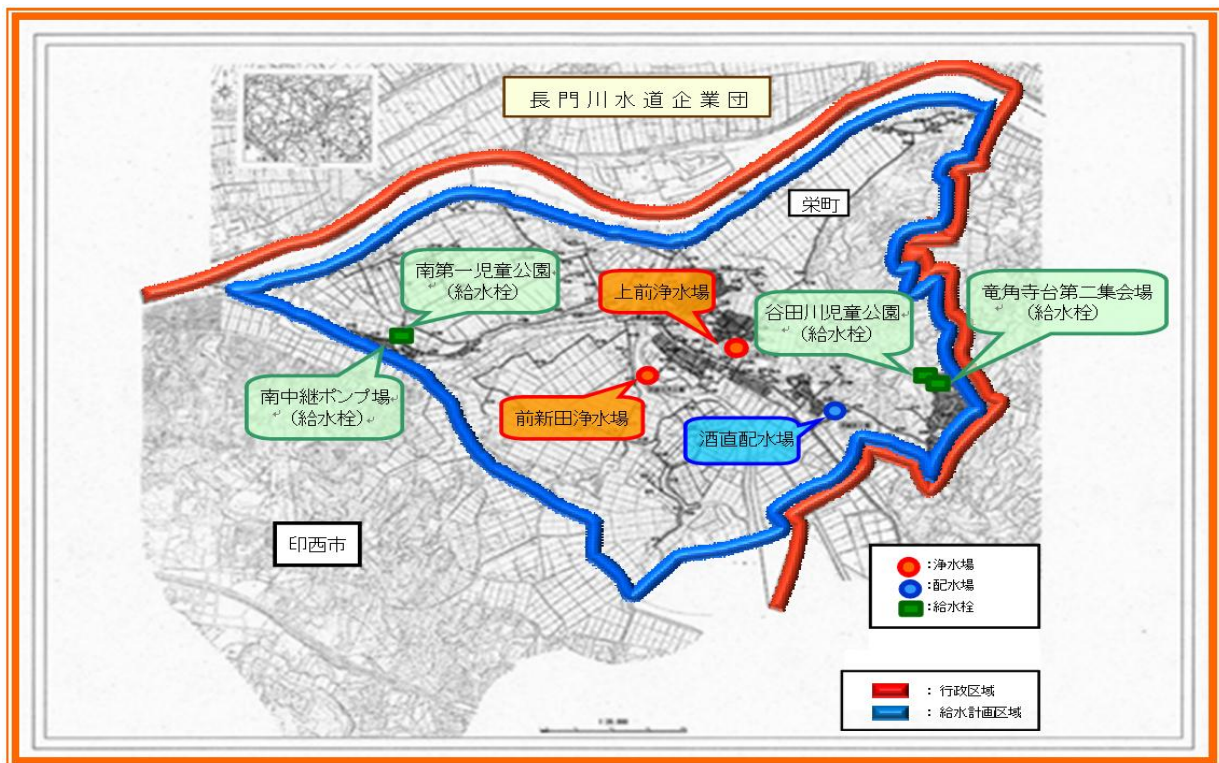 長門川水道企業団
栄町
南第一児童公園
(給水栓)
上前浄水場
谷田川児童公園
(給水栓)
竜角寺台第二集会場
(給水栓)
南中継ポンプ場
(給水栓)
前新田浄水場
酒直配水場
印西市
:浄水場
:配水場
:給水栓
: 行政区域
: 給水計画区域